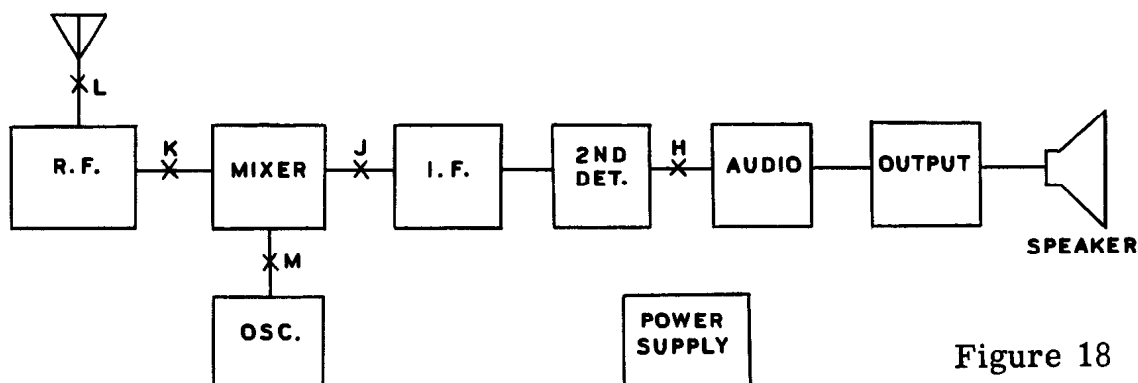 L
R.F.
K
MIXER
J
I.F.
2ND
DET.
H
AUDIO
OUTPUT
SPEAKER
M
OSC.
POWER
SUPPLY
Figure 18